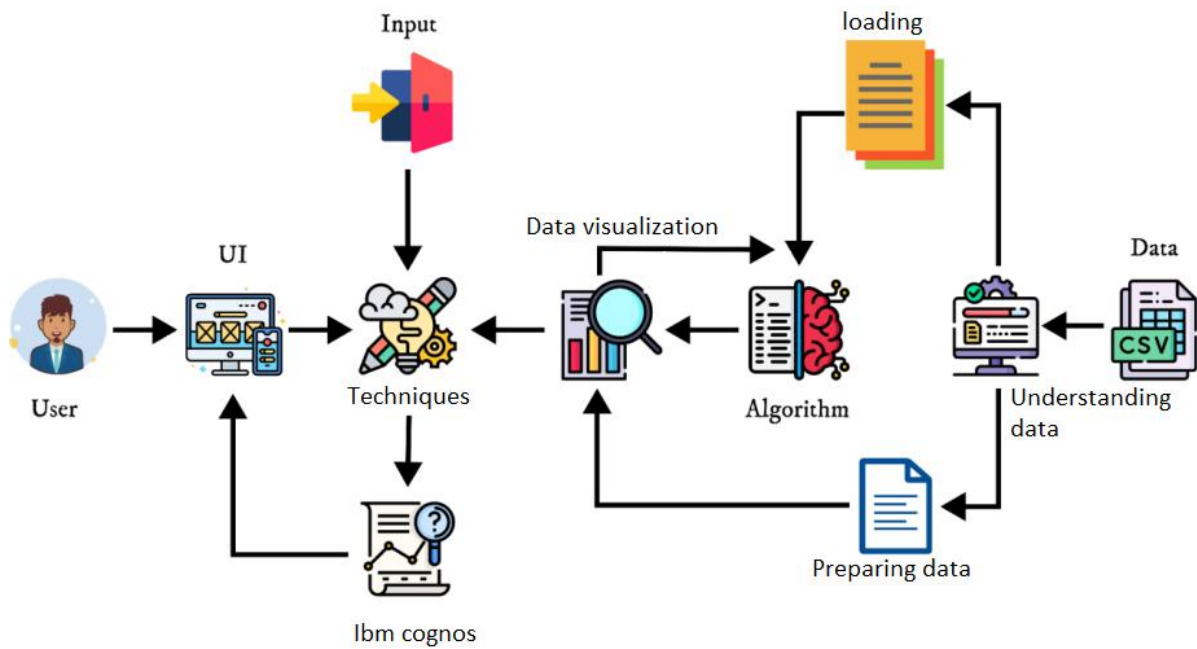 Input
loading
Data visualization
UI
Data
CSV
User
Techniques
Algorithm
Understanding
data
Preparing data
Ibm cognos